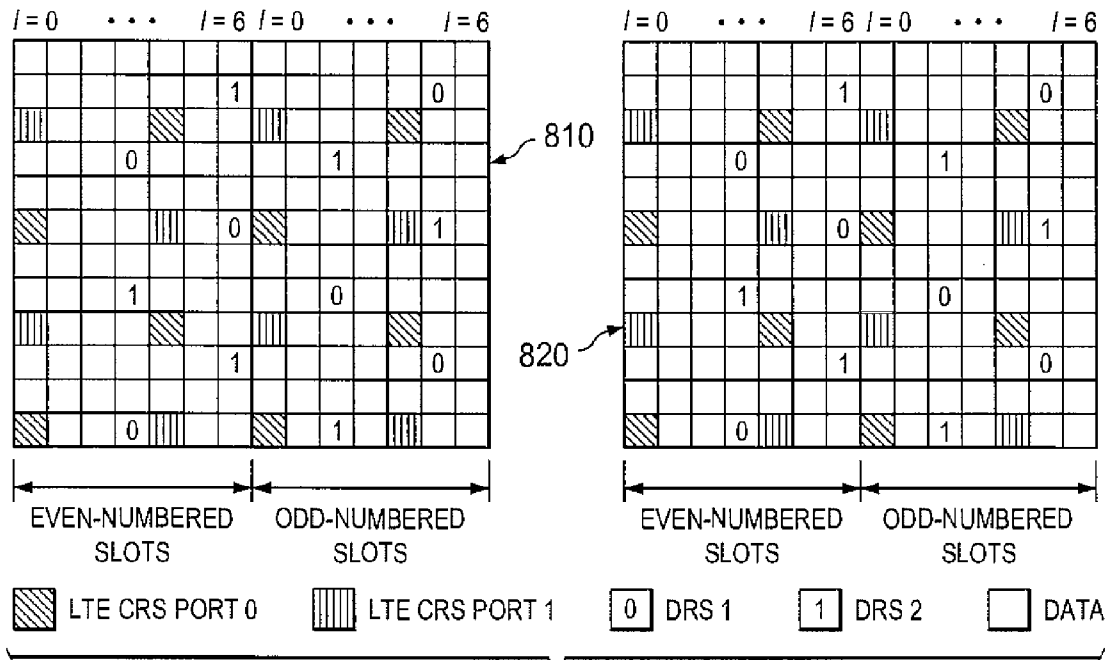 l = 0 • • • l = 6 l = 0 • • • l = 6 l = 0 • • • l = 6 l = 0 • • • l = 6
1 0 1 0
0 1 0 1
810
0 1 0 1
1 0 1 0
820
1 0 1 0
0 1 0 1
EVEN-NUMBERED SLOTS ODD-NUMBERED SLOTS EVEN-NUMBERED SLOTS ODD-NUMBERED SLOTS
LTE CRS PORT 0 LTE CRS PORT 1 0 DRS 1 1 DRS 2 DATA